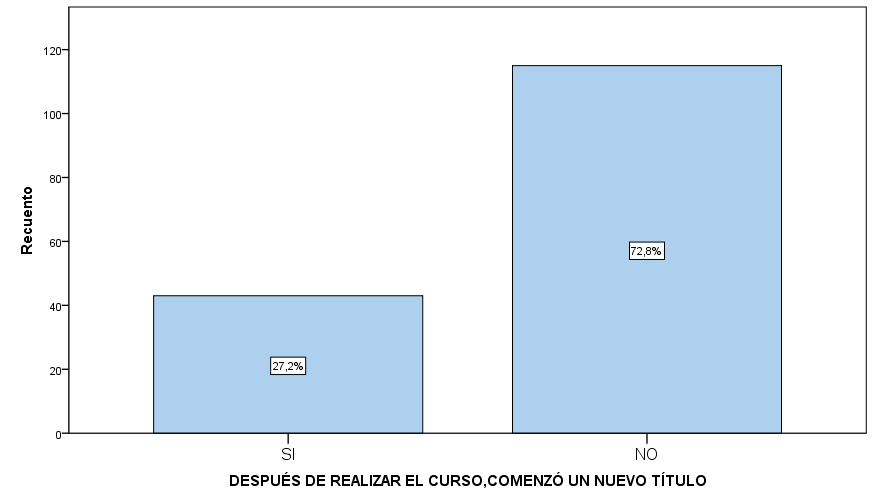 Recuento
120
100
80
60
40
20
0
27,2%
72,8%
SI
NO
DESPUÉS DE REALIZAR EL CURSO,COMENZÓ UN NUEVO TÍTULO